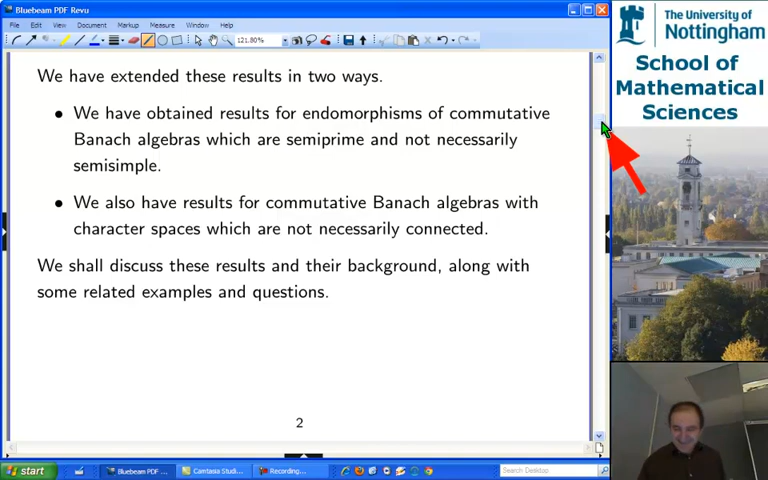 Bluebeam PDF Revu
File Edit View Document Markup Measure Window Help
121.80%
We have extended these results in two ways.
• We have obtained results for endomorphisms of commutative
Banach algebras which are semiprime and not necessarily
semisimple.
• We also have results for commutative Banach algebras with
character spaces which are not necessarily connected.
We shall discuss these results and their background, along with
some related examples and questions.
2
The University of
Nottingham
School of
Mathematical
Sciences
start
Bluebeam PDF ...
Camtasia Studi...
Recording...
Search Desktop